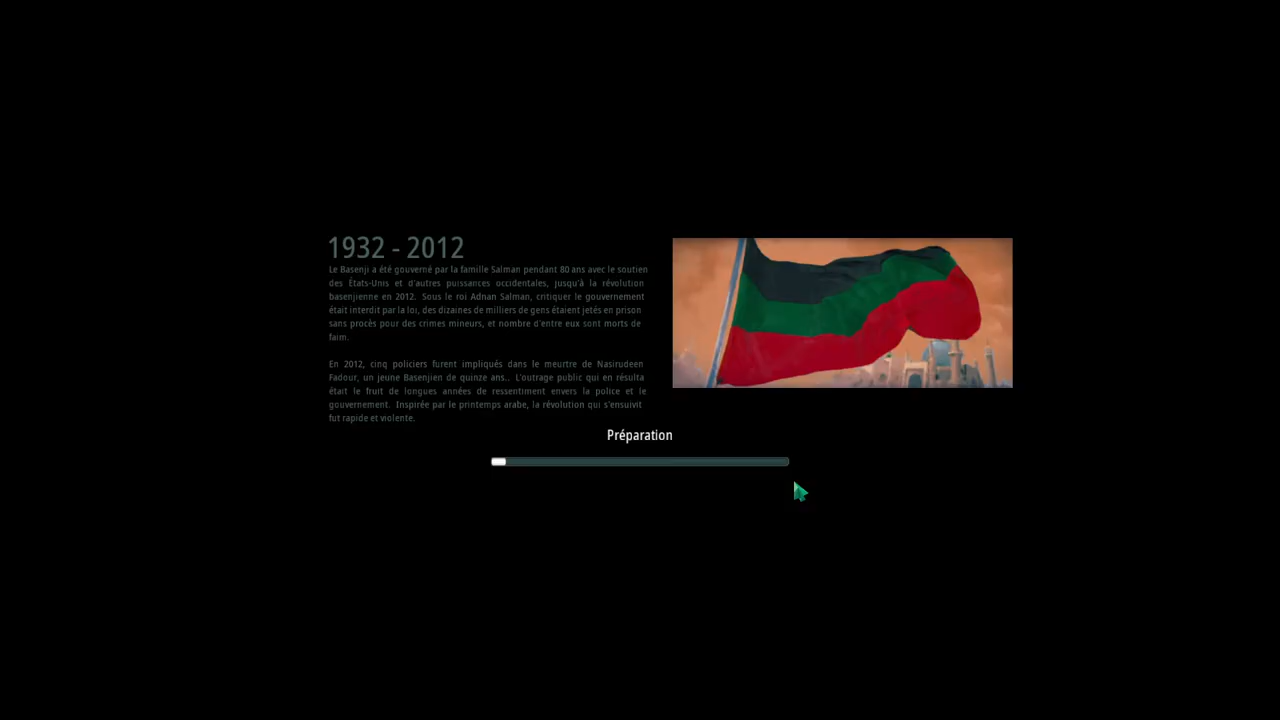 1932 - 2012
Le Basenji a été gouverné par la famille Salman pendant 80 ans avec le soutien
des États-Unis et d'autres puissances occidentales, jusqu'à la révolution
basenjienne en 2012. Sous le roi Adnan Salman, critiquer le gouvernement
était interdit par la loi, des dizaines de milliers de gens étaient jetés en prison
sans procès pour des crimes mineurs, et nombre d'entre eux sont morts de
faim.
En 2012, cinq policiers furent impliqués dans le meurtre de Nasirudeen
Fadour, un jeune Basenjien de quinze ans.. L'outrage public qui en résulta
était le fruit de longues années de ressentiment envers la police et le
gouvernement. Inspirée par le printemps arabe, la révolution qui s'ensuivit
fut rapide et violente.
Préparation